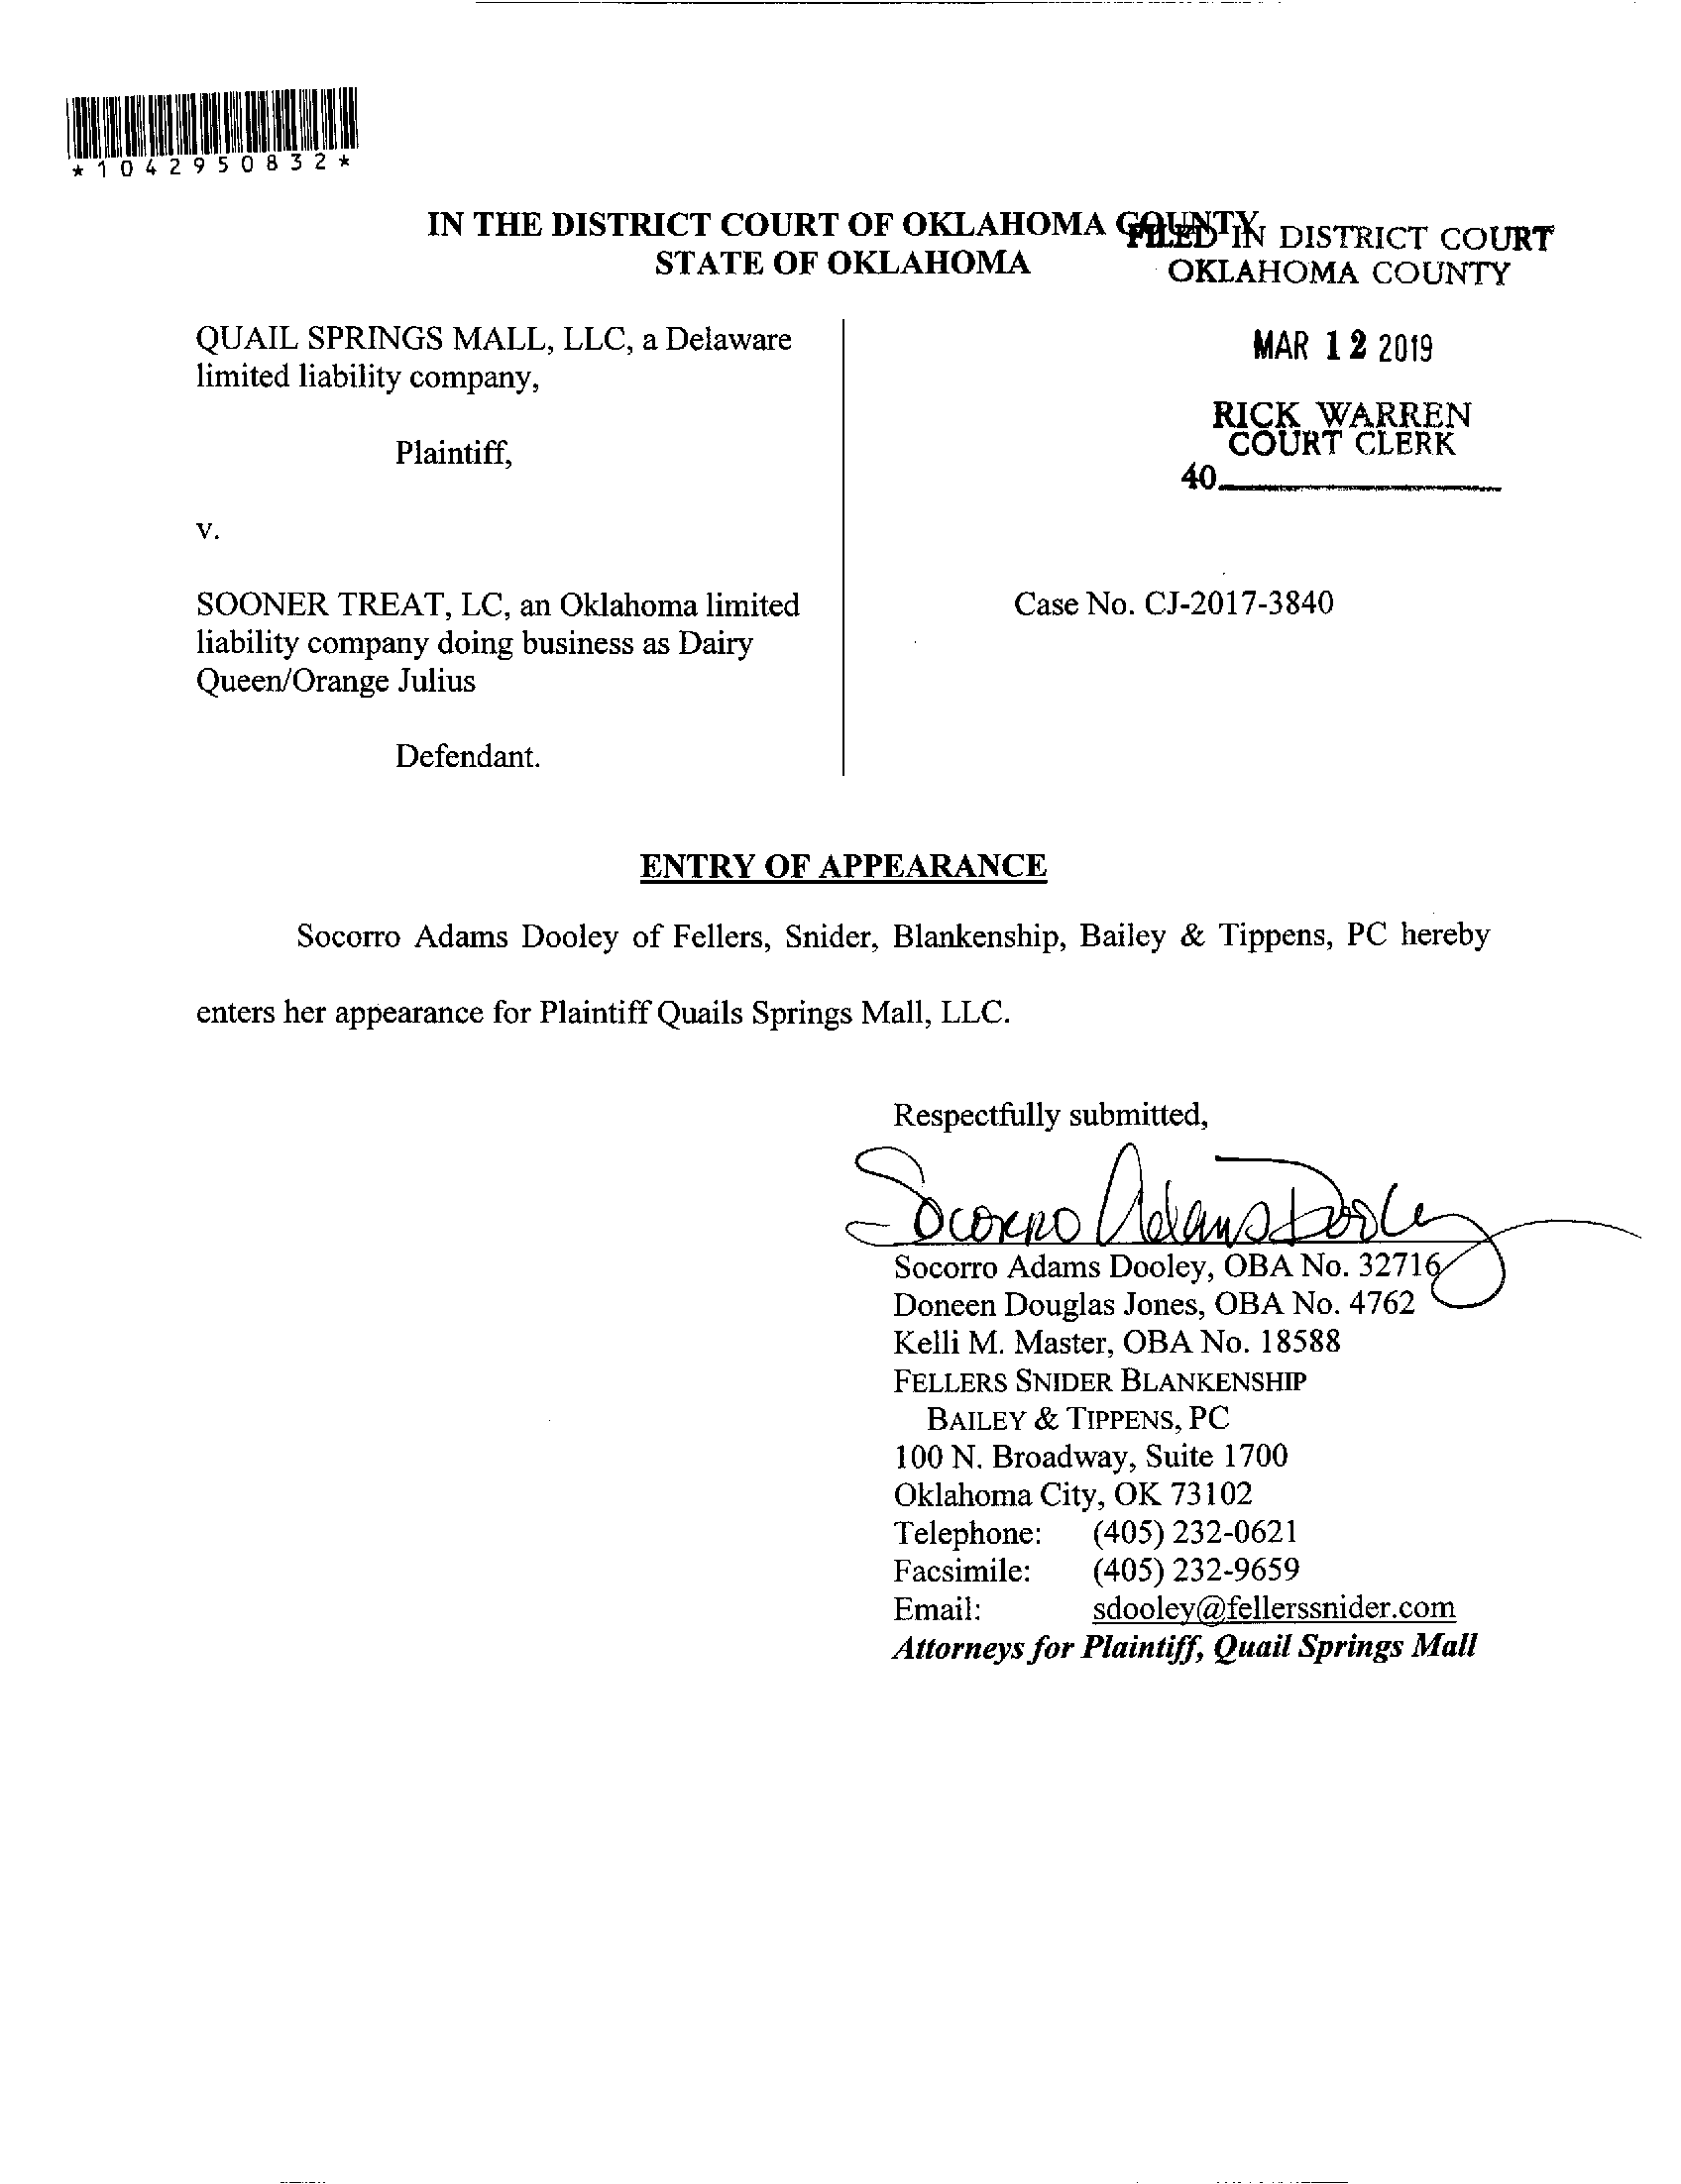 *1042950832*
IN THE DISTRICT COURT OF OKLAHOMA COUNTY
STATE OF OKLAHOMA
FILED IN DISTRICT COURT
OKLAHOMA COUNTY
MAR 12 2019
RICK WARREN
COURT CLERK
40
QUAIL SPRINGS MALL, LLC, a Delaware
limited liability company,
Plaintiff,
v.
SOONER TREAT, LC, an Oklahoma limited
liability company doing business as Dairy
Queen/Orange Julius
Defendant.
Case No. CJ-2017-3840
ENTRY OF APPEARANCE
Socorro Adams Dooley of Fellers, Snider, Blankenship, Bailey & Tippens, PC hereby
enters her appearance for Plaintiff Quails Springs Mall, LLC.
Respectfully submitted,
Socorro Adams Dooley
Socorro Adams Dooley, OBA No. 32716
Doneen Douglas Jones, OBA No. 4762
Kelli M. Master, OBA No. 18588
FELLERS SNIDER BLANKENSHIP
BAILEY & TIPPENS, PC
100 N. Broadway, Suite 1700
Oklahoma City, OK 73102
Telephone: (405) 232-0621
Facsimile: (405) 232-9659
Email: sdooley@fellerssnider.com
Attorneys for Plaintiff, Quail Springs Mall